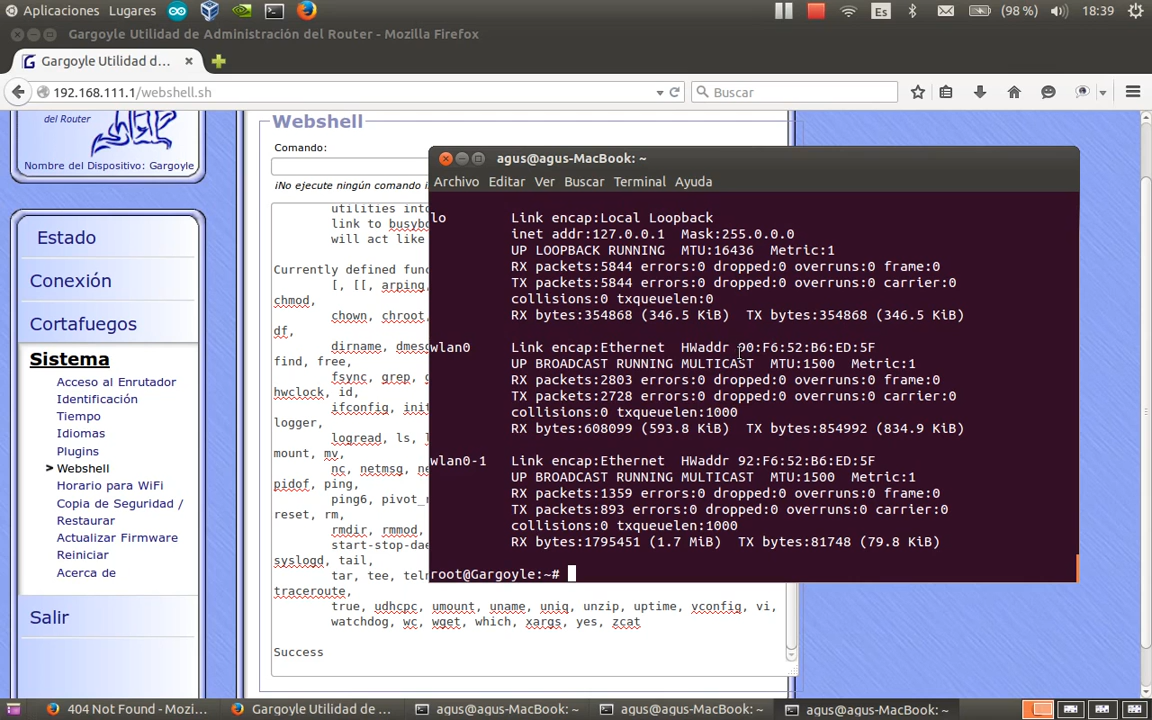 Aplicaciones Lugares Es (98 %) 18:39
Gargoyle Utilidad de Administración del Router - Mozilla Firefox
Gargoyle Utilidad d...
192.168.111.1/webshell.sh Buscar
del Router
Nombre del Dispositivo: Gargoyle
Estado
Conexión
Cortafuegos
Sistema
Acceso al Enrutador
Identificación
Tiempo
Idiomas
Plugins
> Webshell
Horario para WiFi
Copia de Seguridad /
Restaurar
Actualizar Firmware
Reiniciar
Acerca de
Salir
Webshell
Comando:
¡No ejecute ningún comando i
utilities into
link to busybo
will act like
Currently defined func
[, [[, arping,
chmod,
chown, chroot,
df,
dirname, dmesg
find, free,
fsync, grep,
hwclock, id,
ifconfig, init
logger,
logread, ls,
mount, mv,
nc, netmsg, ne
pidof, ping,
ping6, pivot_r
reset, rm,
rmdir, rmmod,
start-stop-dae
syslogd, tail,
tar, tee, teln
traceroute,
true, udhcpc, umount, uname, uniq, unzip, uptime, vconfig, vi,
watchdog, wc, wget, which, xargs, yes, zcat
Success
agus@agus-MacBook: ~
Archivo Editar Ver Buscar Terminal Ayuda
lo Link encap:Local Loopback
inet addr:127.0.0.1 Mask:255.0.0.0
UP LOOPBACK RUNNING MTU:16436 Metric:1
RX packets:5844 errors:0 dropped:0 overruns:0 frame:0
TX packets:5844 errors:0 dropped:0 overruns:0 carrier:0
collisions:0 txqueuelen:0
RX bytes:354868 (346.5 KiB) TX bytes:354868 (346.5 KiB)
wlan0 Link encap:Ethernet HWaddr 90:F6:52:B6:ED:5F
UP BROADCAST RUNNING MULTICAST MTU:1500 Metric:1
RX packets:2803 errors:0 dropped:0 overruns:0 frame:0
TX packets:2728 errors:0 dropped:0 overruns:0 carrier:0
collisions:0 txqueuelen:1000
RX bytes:608099 (593.8 KiB) TX bytes:854992 (834.9 KiB)
wlan0-1 Link encap:Ethernet HWaddr 92:F6:52:B6:ED:5F
UP BROADCAST RUNNING MULTICAST MTU:1500 Metric:1
RX packets:1359 errors:0 dropped:0 overruns:0 frame:0
TX packets:893 errors:0 dropped:0 overruns:0 carrier:0
collisions:0 txqueuelen:1000
RX bytes:1795451 (1.7 MiB) TX bytes:81748 (79.8 KiB)
root@Gargoyle:~#
404 Not Found - Mozi... Gargoyle Utilidad de ... agus@agus-MacBook: ~ agus@agus-MacBook: ~ agus@agus-MacBook: ~